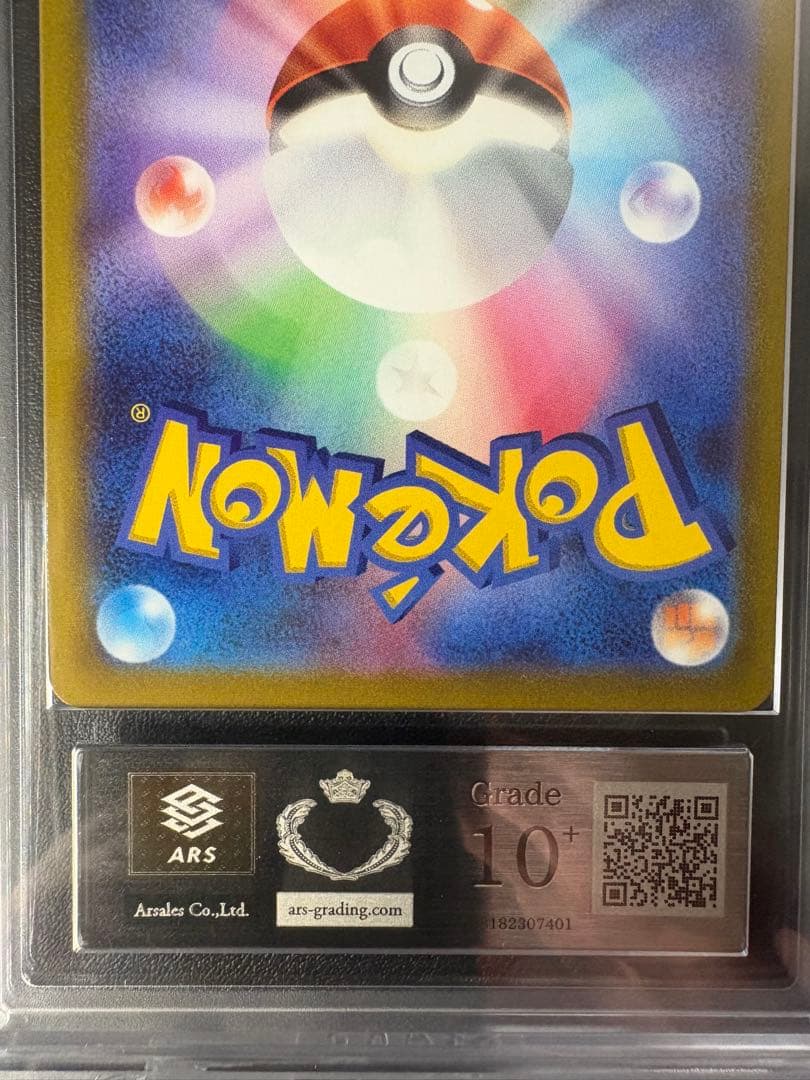 POKéMON
®
ARS
Arsales Co.,Ltd.
ars-grading.com
Grade
10+
182307401